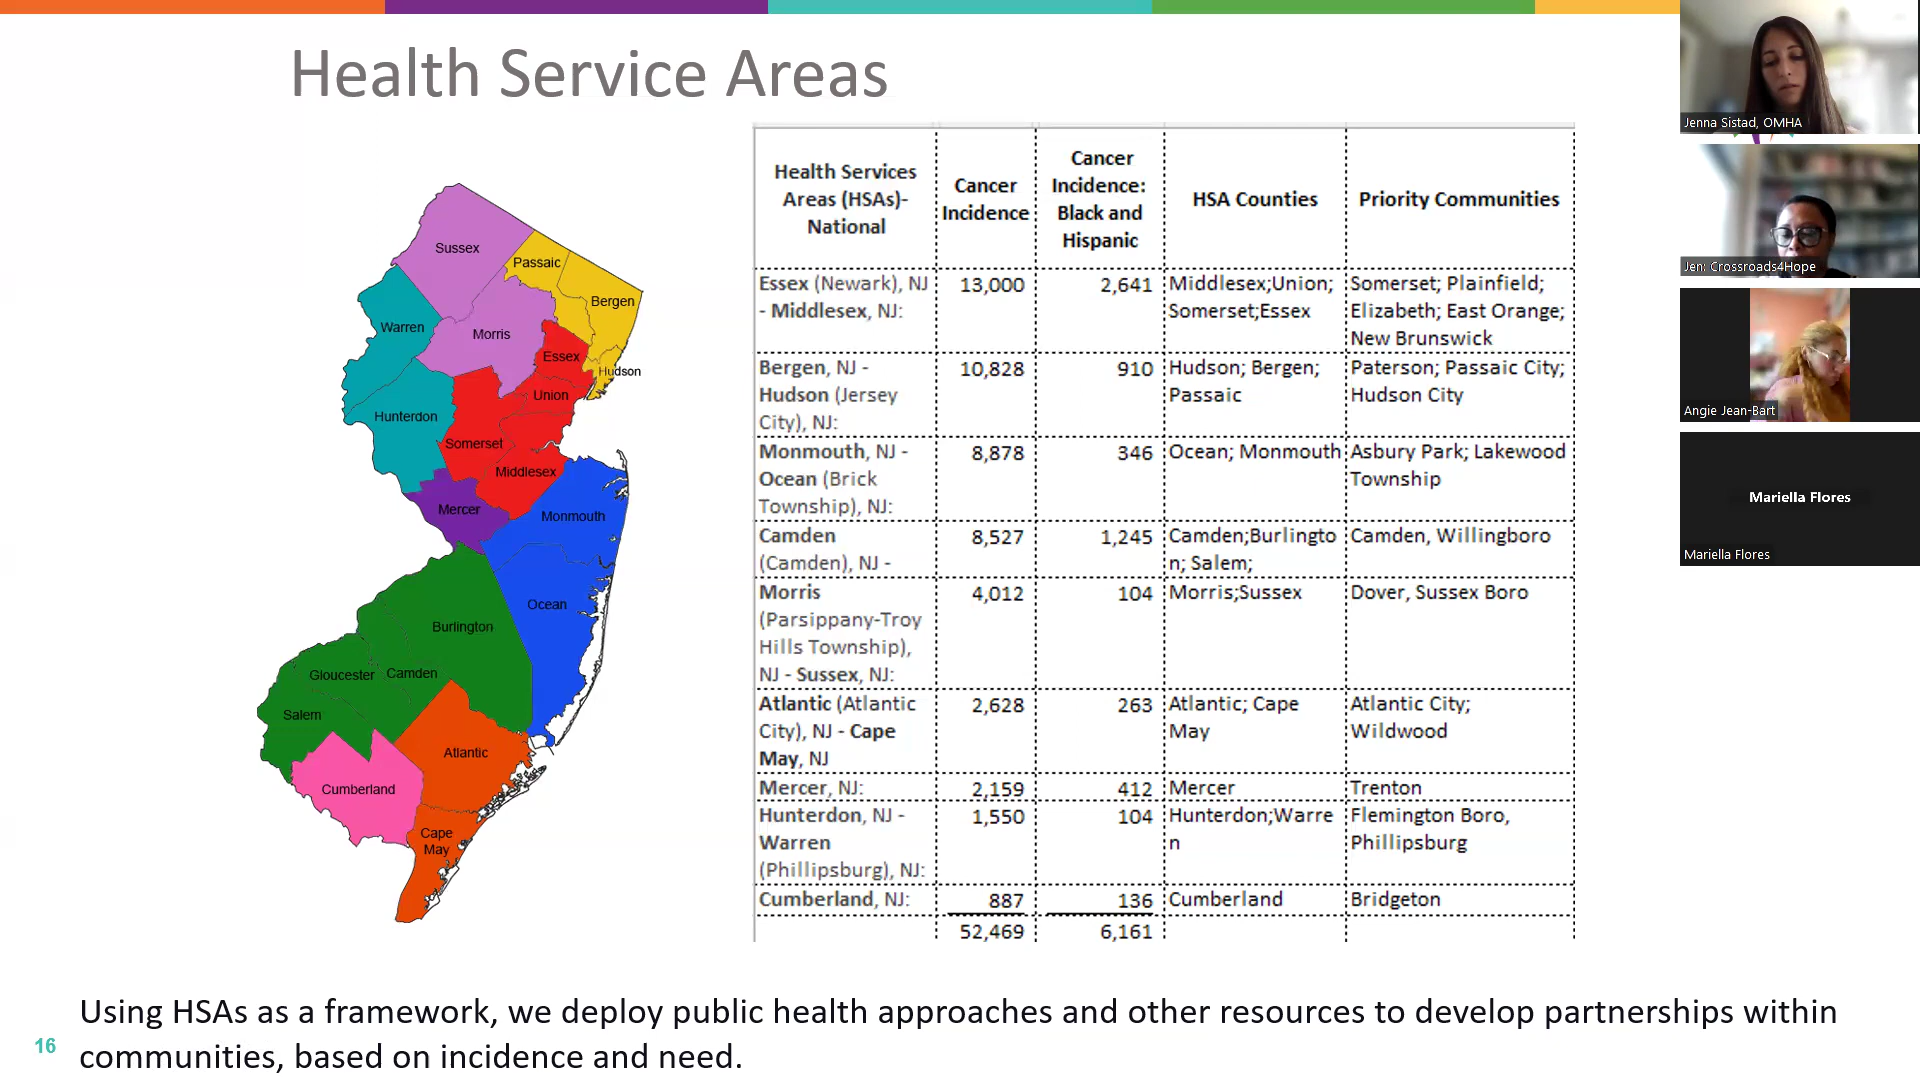 Health Service Areas
Sussex
Passaic
Bergen
Warren
Morris
Essex
Hudson
Union
Hunterdon
Somerset
Middlesex
Mercer
Monmouth
Ocean
Burlington
Gloucester
Camden
Salem
Atlantic
Cumberland
Cape
May
Health Services
Areas (HSAs)-
National
Cancer
Incidence
Cancer
Incidence:
Black and
Hispanic
HSA Counties
Priority Communities
Essex (Newark), NJ
- Middlesex, NJ:
13,000
2,641
Middlesex;Union;
Somerset;Essex
Somerset; Plainfield;
Elizabeth; East Orange;
New Brunswick
Bergen, NJ -
Hudson (Jersey
City), NJ:
10,828
910
Hudson; Bergen;
Passaic
Paterson; Passaic City;
Hudson City
Monmouth, NJ -
Ocean (Brick
Township), NJ:
8,878
346
Ocean; Monmouth
Asbury Park; Lakewood
Township
Camden
(Camden), NJ -
8,527
1,245
Camden;Burlingto
n; Salem;
Camden, Willingboro
Morris
(Parsippany-Troy
Hills Township),
NJ - Sussex, NJ:
4,012
104
Morris;Sussex
Dover, Sussex Boro
Atlantic (Atlantic
City), NJ - Cape
May, NJ
2,628
263
Atlantic; Cape
May
Atlantic City;
Wildwood
Mercer, NJ:
2,159
412
Mercer
Trenton
Hunterdon, NJ -
Warren
(Phillipsburg), NJ:
1,550
104
Hunterdon;Warre
n
Flemington Boro,
Phillipsburg
Cumberland, NJ:
887
136
Cumberland
Bridgeton
52,469
6,161
Using HSAs as a framework, we deploy public health approaches and other resources to develop partnerships within
communities, based on incidence and need.
16
Jenna Sistad, OMHA
Jen: Crossroads4Hope
Angie Jean-Bart
Mariella Flores
Mariella Flores